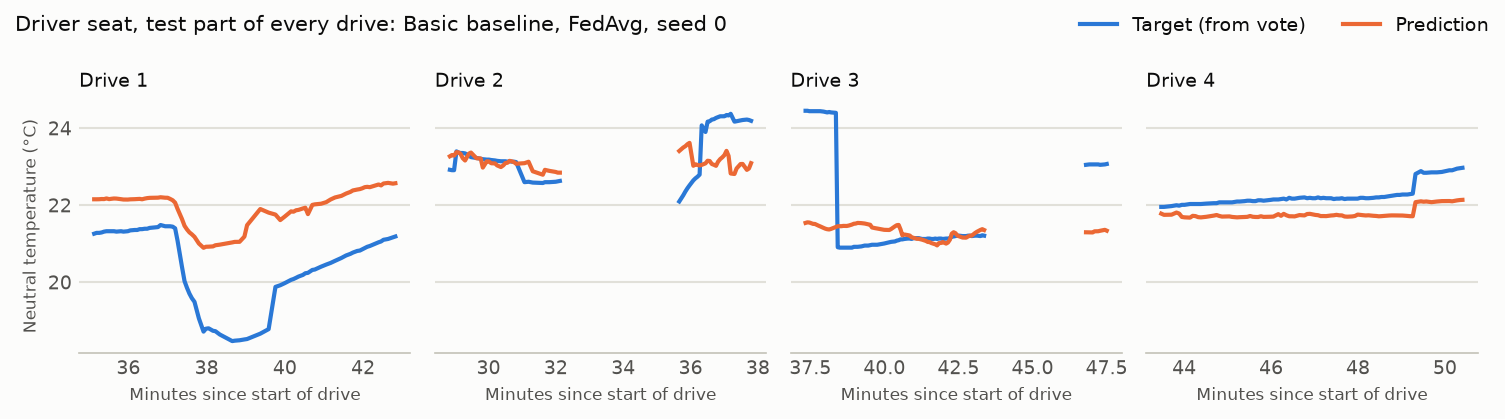 Driver seat, test part of every drive: Basic baseline, FedAvg, seed 0
Target (from vote) Prediction
Drive 1 Drive 2 Drive 3 Drive 4
Neutral temperature (°C)
24
22
20
36 38 40 42
30 32 34 36 38
37.5 40.0 42.5 45.0 47.5
44 46 48 50
Minutes since start of drive Minutes since start of drive Minutes since start of drive Minutes since start of drive